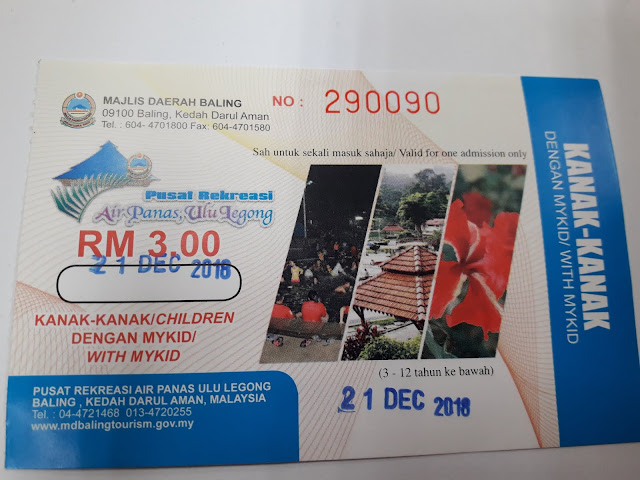 MAJLIS DAERAH BALING
09100 Baling, Kedah Darul Aman
Tel. : 604- 4701800 Fax: 604-4701580
NO : 290090
Sah untuk sekali masuk sahaja/ Valid for one admission only
Pusat Rekreasi
Air Panas, Ulu Legong
RM 3.00
21 DEC 2018
KANAK-KANAK/CHILDREN
DENGAN MYKID/
WITH MYKID
(3 - 12 tahun ke bawah)
21 DEC 2018
PUSAT REKREASI AIR PANAS ULU LEGONG
BALING , KEDAH DARUL AMAN, MALAYSIA
Tel. : 04-4721468 013-4720255
www.mdbalingtourism.gov.my
KANAK-KANAK
DENGAN MYKID/ WITH MYKID